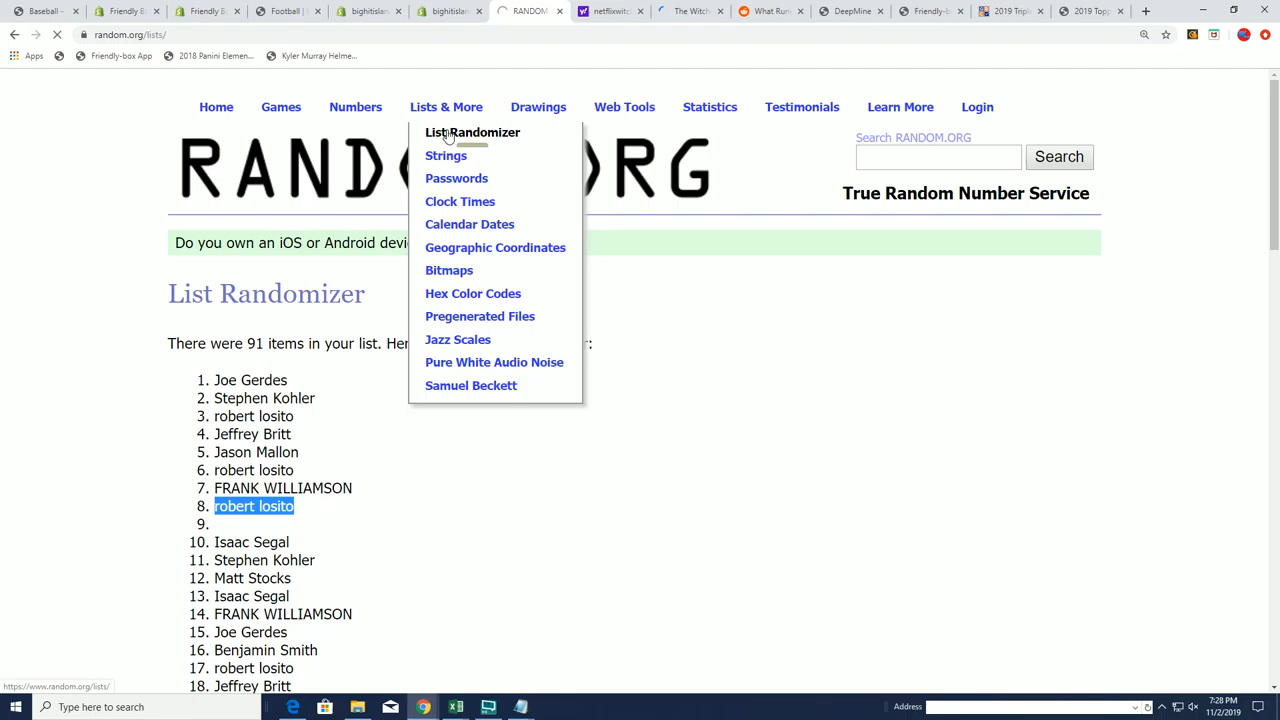 Baseball –
Friendly B
Friendly B
Football |
bighitislan
bighitislan
RANDOM
netflixwitc
The Witch
What Run
DeepMine
Friendly-b
2019 Triple
2019 Topp
random.org/lists/
Apps
Friendly-box App
2018 Panini Elemen...
Kyler Murray Helme...
Home
Games
Numbers
Lists & More
Drawings
Web Tools
Statistics
Testimonials
Learn More
Login
List Randomizer
Strings
Passwords
Clock Times
Calendar Dates
Geographic Coordinates
Bitmaps
Hex Color Codes
Pregenerated Files
Jazz Scales
Pure White Audio Noise
Samuel Beckett
RAND RG
Search RANDOM.ORG
Search
True Random Number Service
Do you own an iOS or Android devi
List Randomizer
There were 91 items in your list. Her r:
1. Joe Gerdes
2. Stephen Kohler
3. robert losito
4. Jeffrey Britt
5. Jason Mallon
6. robert losito
7. FRANK WILLIAMSON
8. robert losito
9.
10. Isaac Segal
11. Stephen Kohler
12. Matt Stocks
13. Isaac Segal
14. FRANK WILLIAMSON
15. Joe Gerdes
16. Benjamin Smith
17. robert losito
18. Jeffrey Britt
https://www.random.org/lists/
Type here to search
Address
7:28 PM
11/2/2019